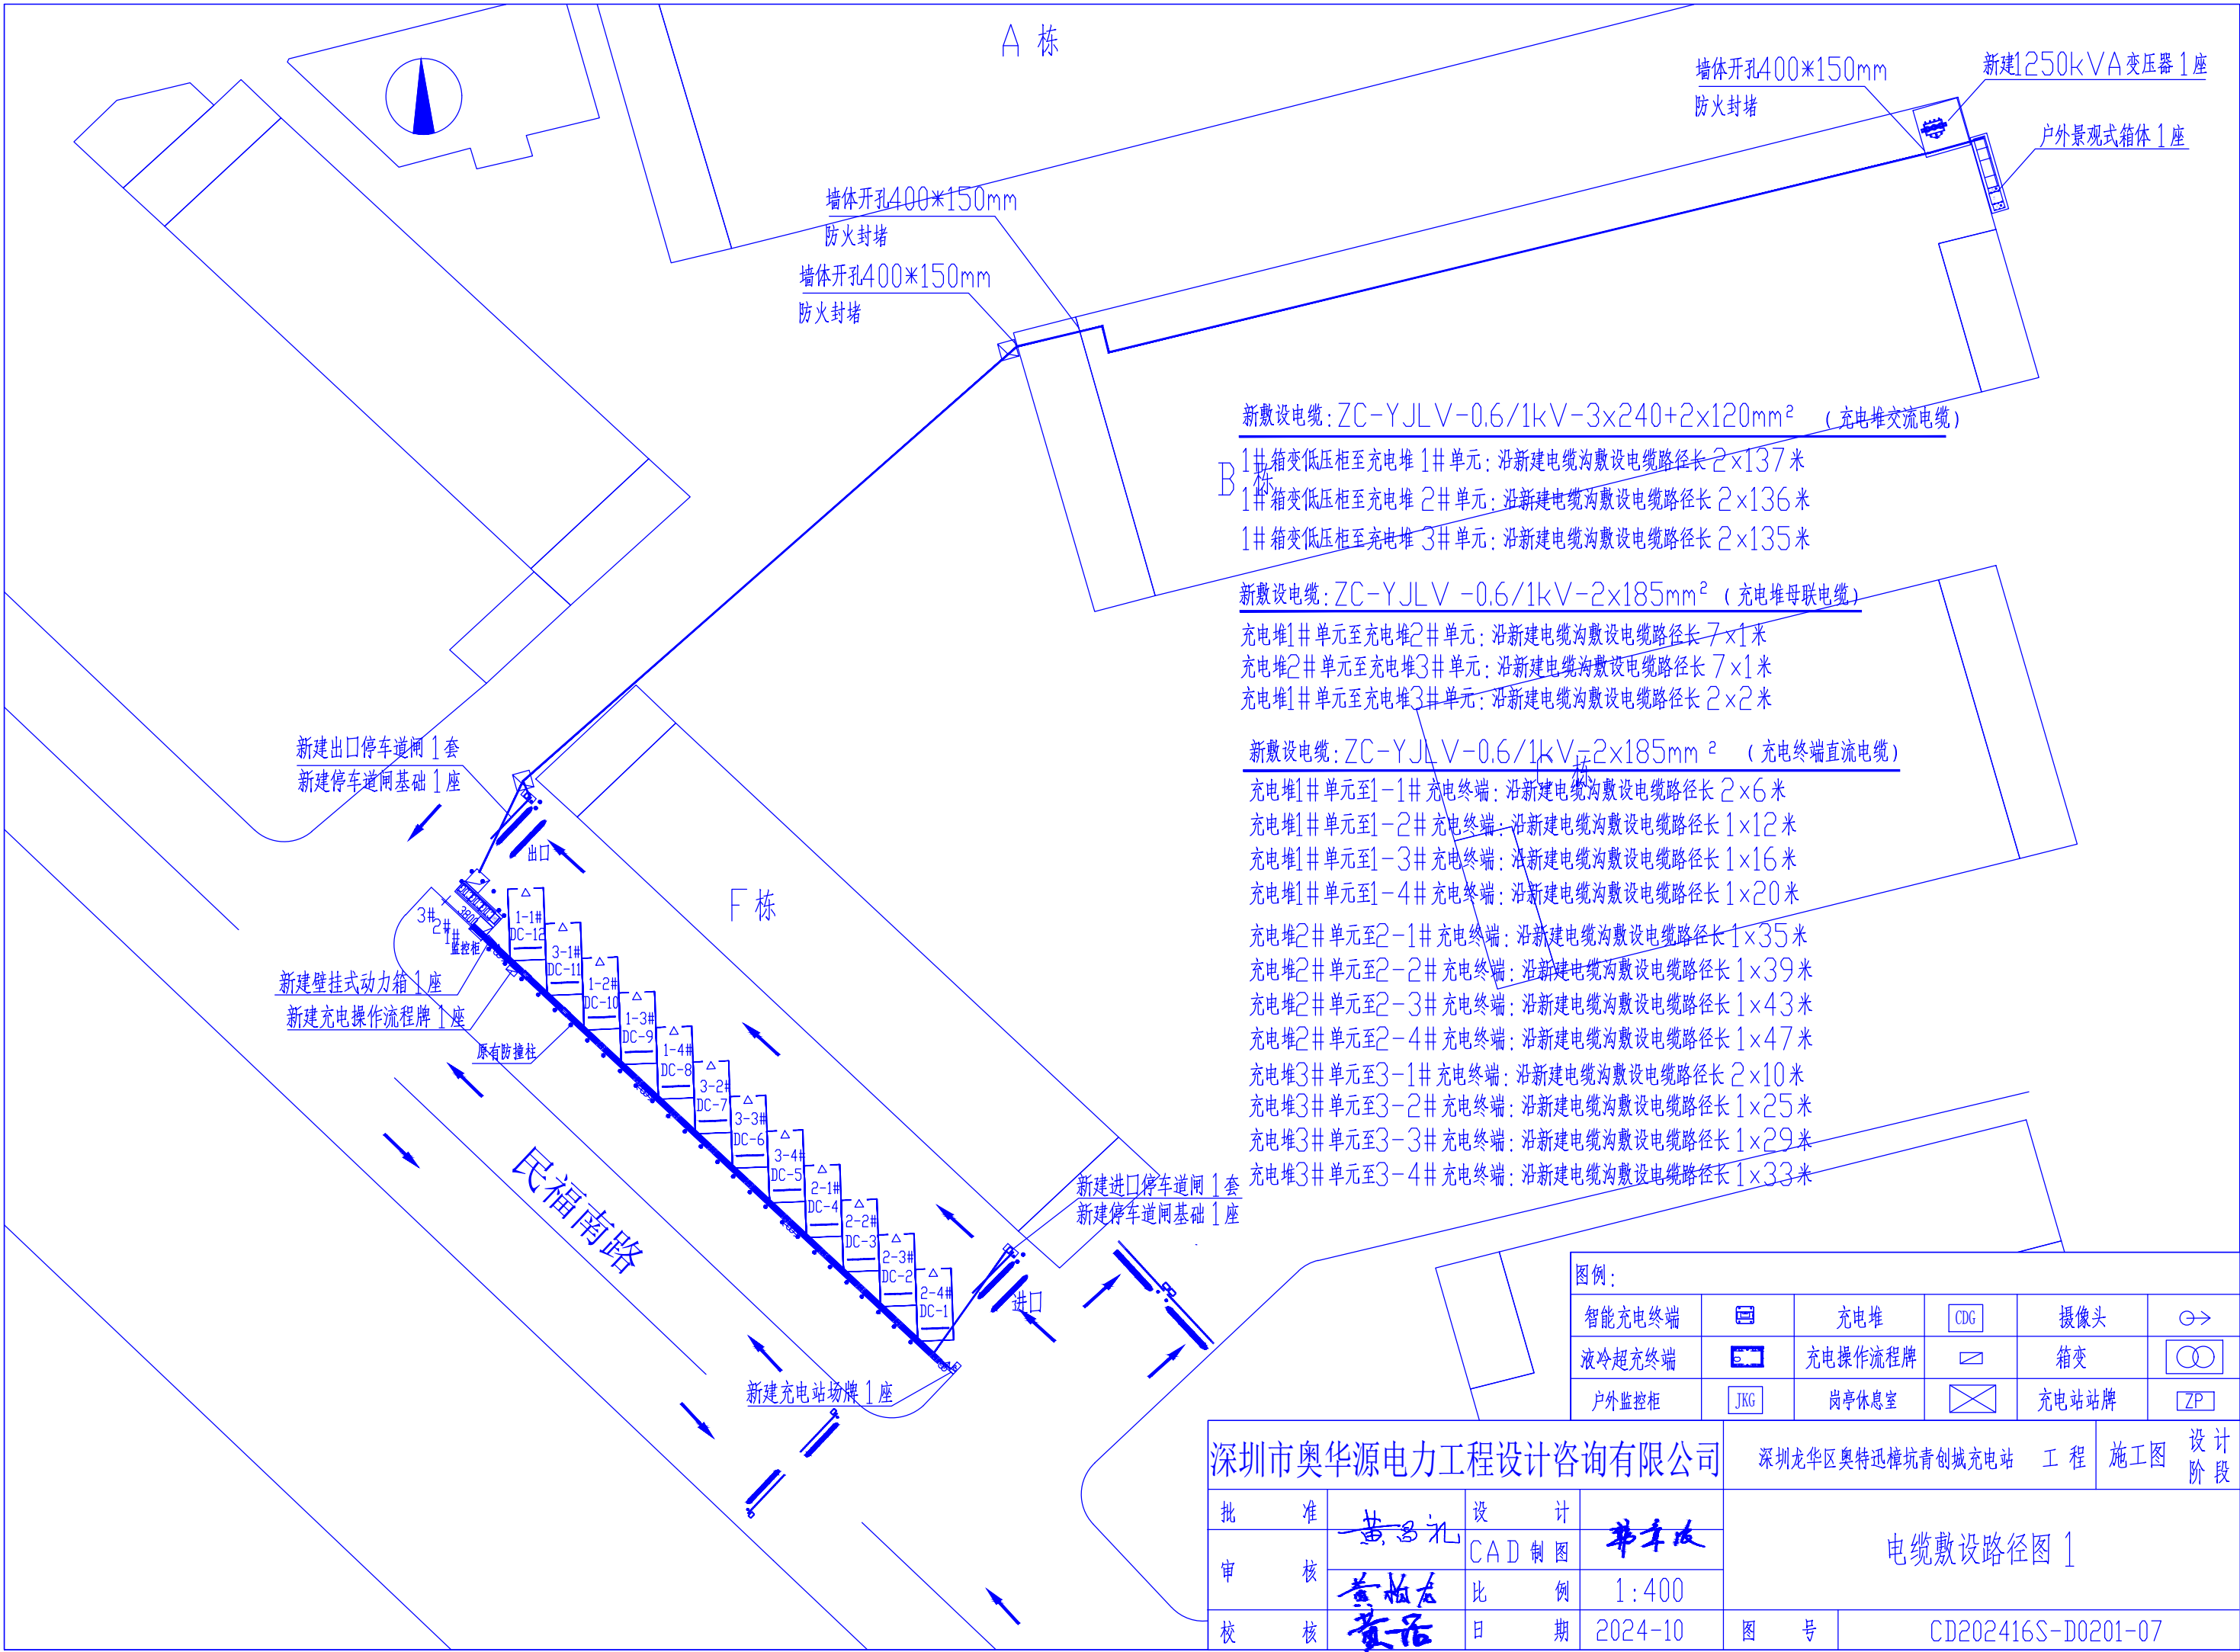 A 栋
墙体开孔400*150mm
防火封堵
新建1250kVA变压器1座
户外景观式箱体1座
墙体开孔400*150mm
防火封堵
墙体开孔400*150mm
防火封堵
新敷设电缆:ZC-YJLV-0.6/1kV-3x240+2x120mm² (充电堆交流电缆)
B 栋
1#箱变低压柜至充电堆1#单元:沿新建电缆沟敷设电缆路径长2×137米
1#箱变低压柜至充电堆2#单元:沿新建电缆沟敷设电缆路径长2×136米
1#箱变低压柜至充电堆3#单元:沿新建电缆沟敷设电缆路径长2×135米
新敷设电缆:ZC-YJLV -0.6/1kV-2x185mm² (充电堆母联电缆)
充电堆1#单元至充电堆2#单元:沿新建电缆沟敷设电缆路径长7×1米
充电堆2#单元至充电堆3#单元:沿新建电缆沟敷设电缆路径长7×1米
充电堆1#单元至充电堆3#单元:沿新建电缆沟敷设电缆路径长2×2米
新敷设电缆:ZC-YJLV-0.6/1kV-2x185mm² (充电终端直流电缆)
C 栋
充电堆1#单元至1-1#充电终端:沿新建电缆沟敷设电缆路径长2×6米
充电堆1#单元至1-2#充电终端:沿新建电缆沟敷设电缆路径长1×12米
充电堆1#单元至1-3#充电终端:沿新建电缆沟敷设电缆路径长1×16米
充电堆1#单元至1-4#充电终端:沿新建电缆沟敷设电缆路径长1×20米
充电堆2#单元至2-1#充电终端:沿新建电缆沟敷设电缆路径长1×35米
充电堆2#单元至2-2#充电终端:沿新建电缆沟敷设电缆路径长1×39米
充电堆2#单元至2-3#充电终端:沿新建电缆沟敷设电缆路径长1×43米
充电堆2#单元至2-4#充电终端:沿新建电缆沟敷设电缆路径长1×47米
充电堆3#单元至3-1#充电终端:沿新建电缆沟敷设电缆路径长2×10米
充电堆3#单元至3-2#充电终端:沿新建电缆沟敷设电缆路径长1×25米
充电堆3#单元至3-3#充电终端:沿新建电缆沟敷设电缆路径长1×29米
充电堆3#单元至3-4#充电终端:沿新建电缆沟敷设电缆路径长1×33米
新建出口停车道闸1套
新建停车道闸基础1座
出口
F 栋
3#
2#
1#
3800
监控柜
新建壁挂式动力箱1座
新建充电操作流程牌1座
原有防撞柱
1-1#
DC-12
3-1#
DC-11
1-2#
DC-10
1-3#
DC-9
1-4#
DC-8
3-2#
DC-7
3-3#
DC-6
3-4#
DC-5
2-1#
DC-4
2-2#
DC-3
2-3#
DC-2
2-4#
DC-1
民福南路
新建进口停车道闸1套
新建停车道闸基础1座
进口
新建充电站场牌1座
图例:
智能充电终端 充电堆 CDG 摄像头
液冷超充终端 充电操作流程牌 箱变
户外监控柜 JKG 岗亭休息室 充电站站牌 ZP
深圳市奥华源电力工程设计咨询有限公司
深圳龙华区奥特迅樟坑青创城充电站 工程 施工图 设计阶段
批准 设计
CAD制图
审核
比例 1:400
校核 日期 2024-10
电缆敷设路径图1
图号 CD202416S-D0201-07